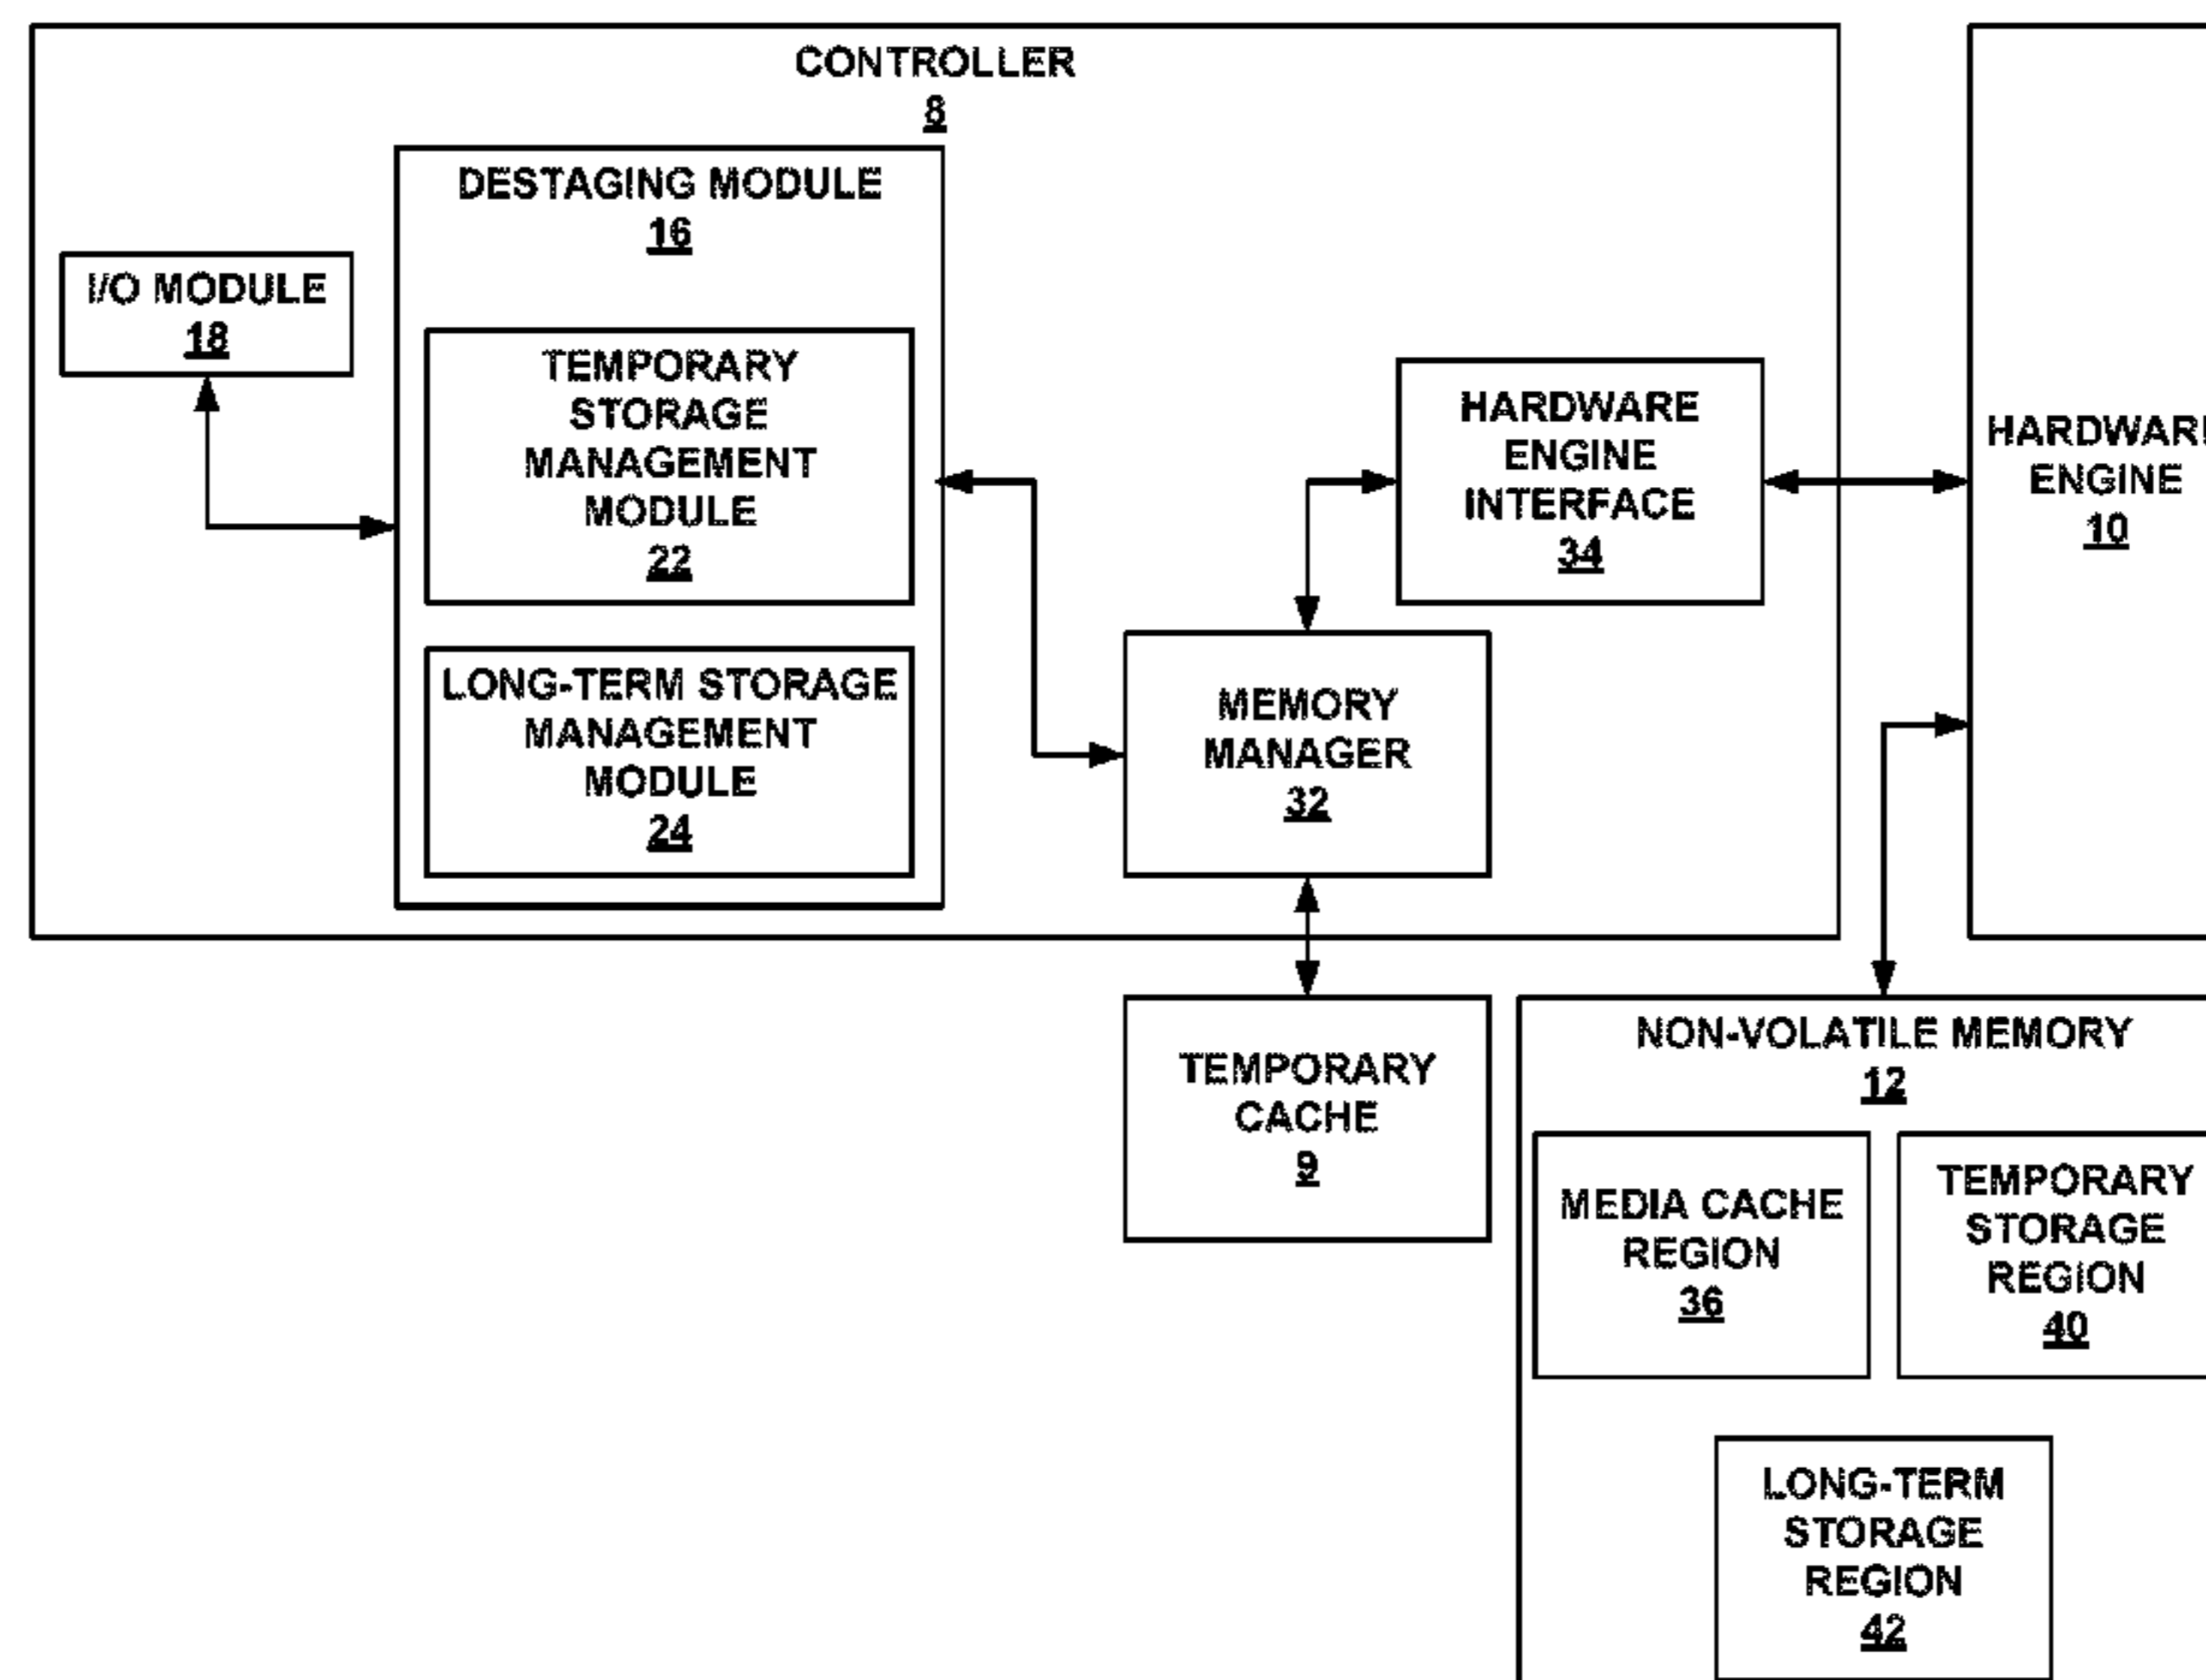 CONTROLLER
8
DESTAGING MODULE
16
I/O MODULE
18
TEMPORARY
STORAGE
MANAGEMENT
MODULE
22
LONG-TERM STORAGE
MANAGEMENT
MODULE
24
HARDWARE
ENGINE
INTERFACE
34
MEMORY
MANAGER
32
HARDWARE
ENGINE
10
TEMPORARY
CACHE
9
NON-VOLATILE MEMORY
12
MEDIA CACHE
REGION
36
TEMPORARY
STORAGE
REGION
40
LONG-TERM
STORAGE
REGION
42